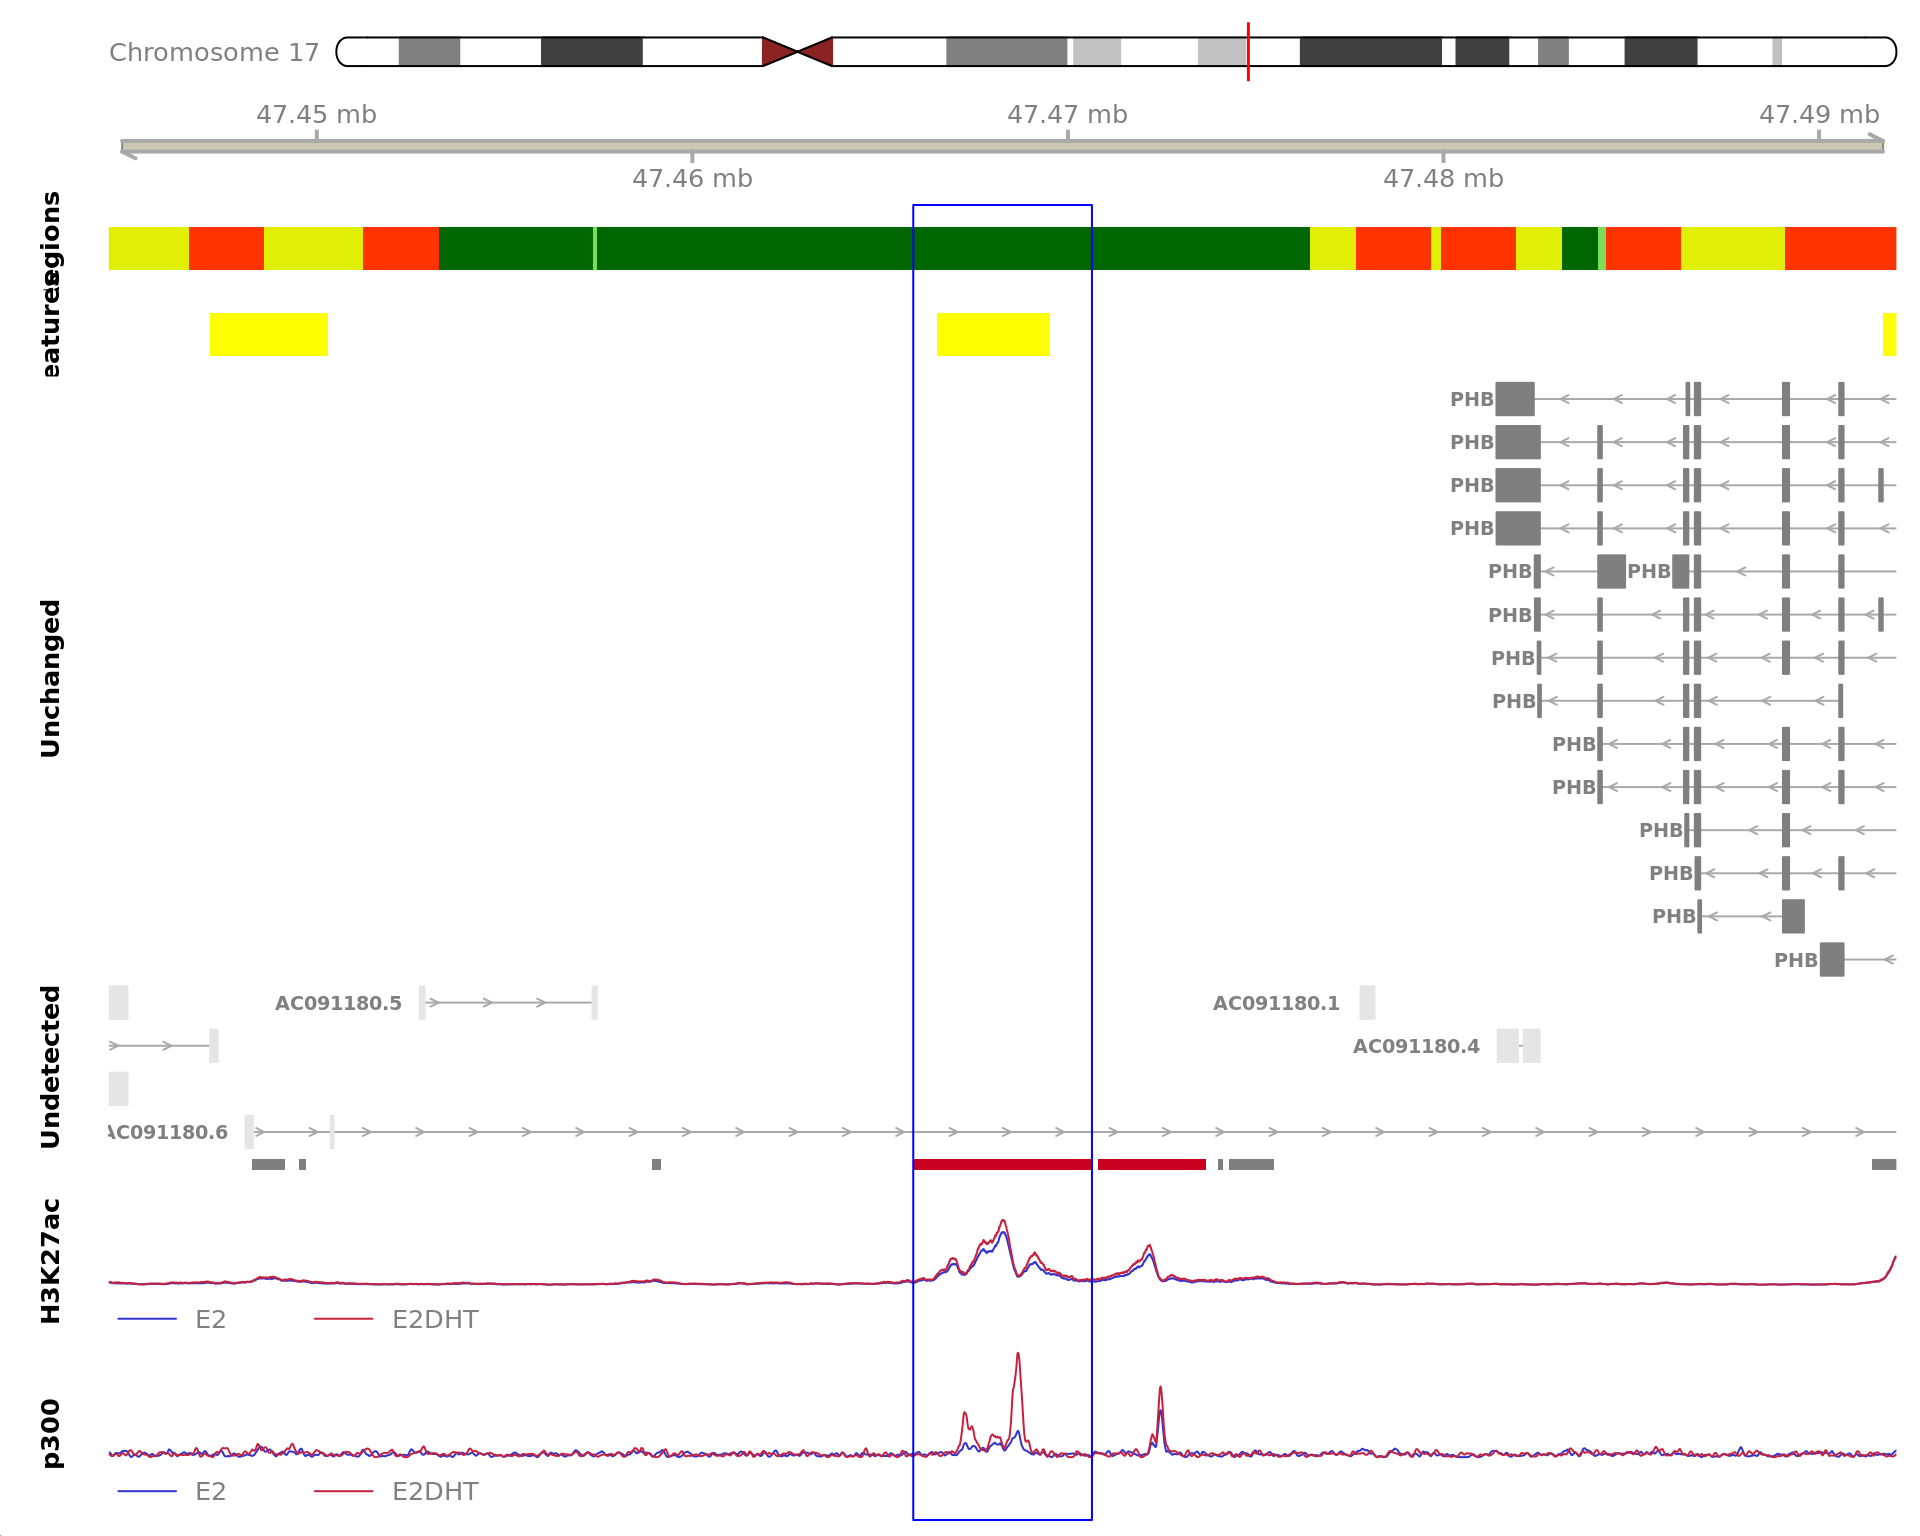 Chromosome 17
47.45 mb
47.47 mb
47.49 mb
47.46 mb
47.48 mb
eatures
PHB
PHB
PHB
PHB
PHB PHB
PHB
PHB
PHB
PHB
PHB
PHB
PHB
PHB
PHB
Unchanged
AC091180.5 AC091180.1
AC091180.4
AC091180.6
Undetected
H3K27ac
E2 E2DHT
p300
E2 E2DHT